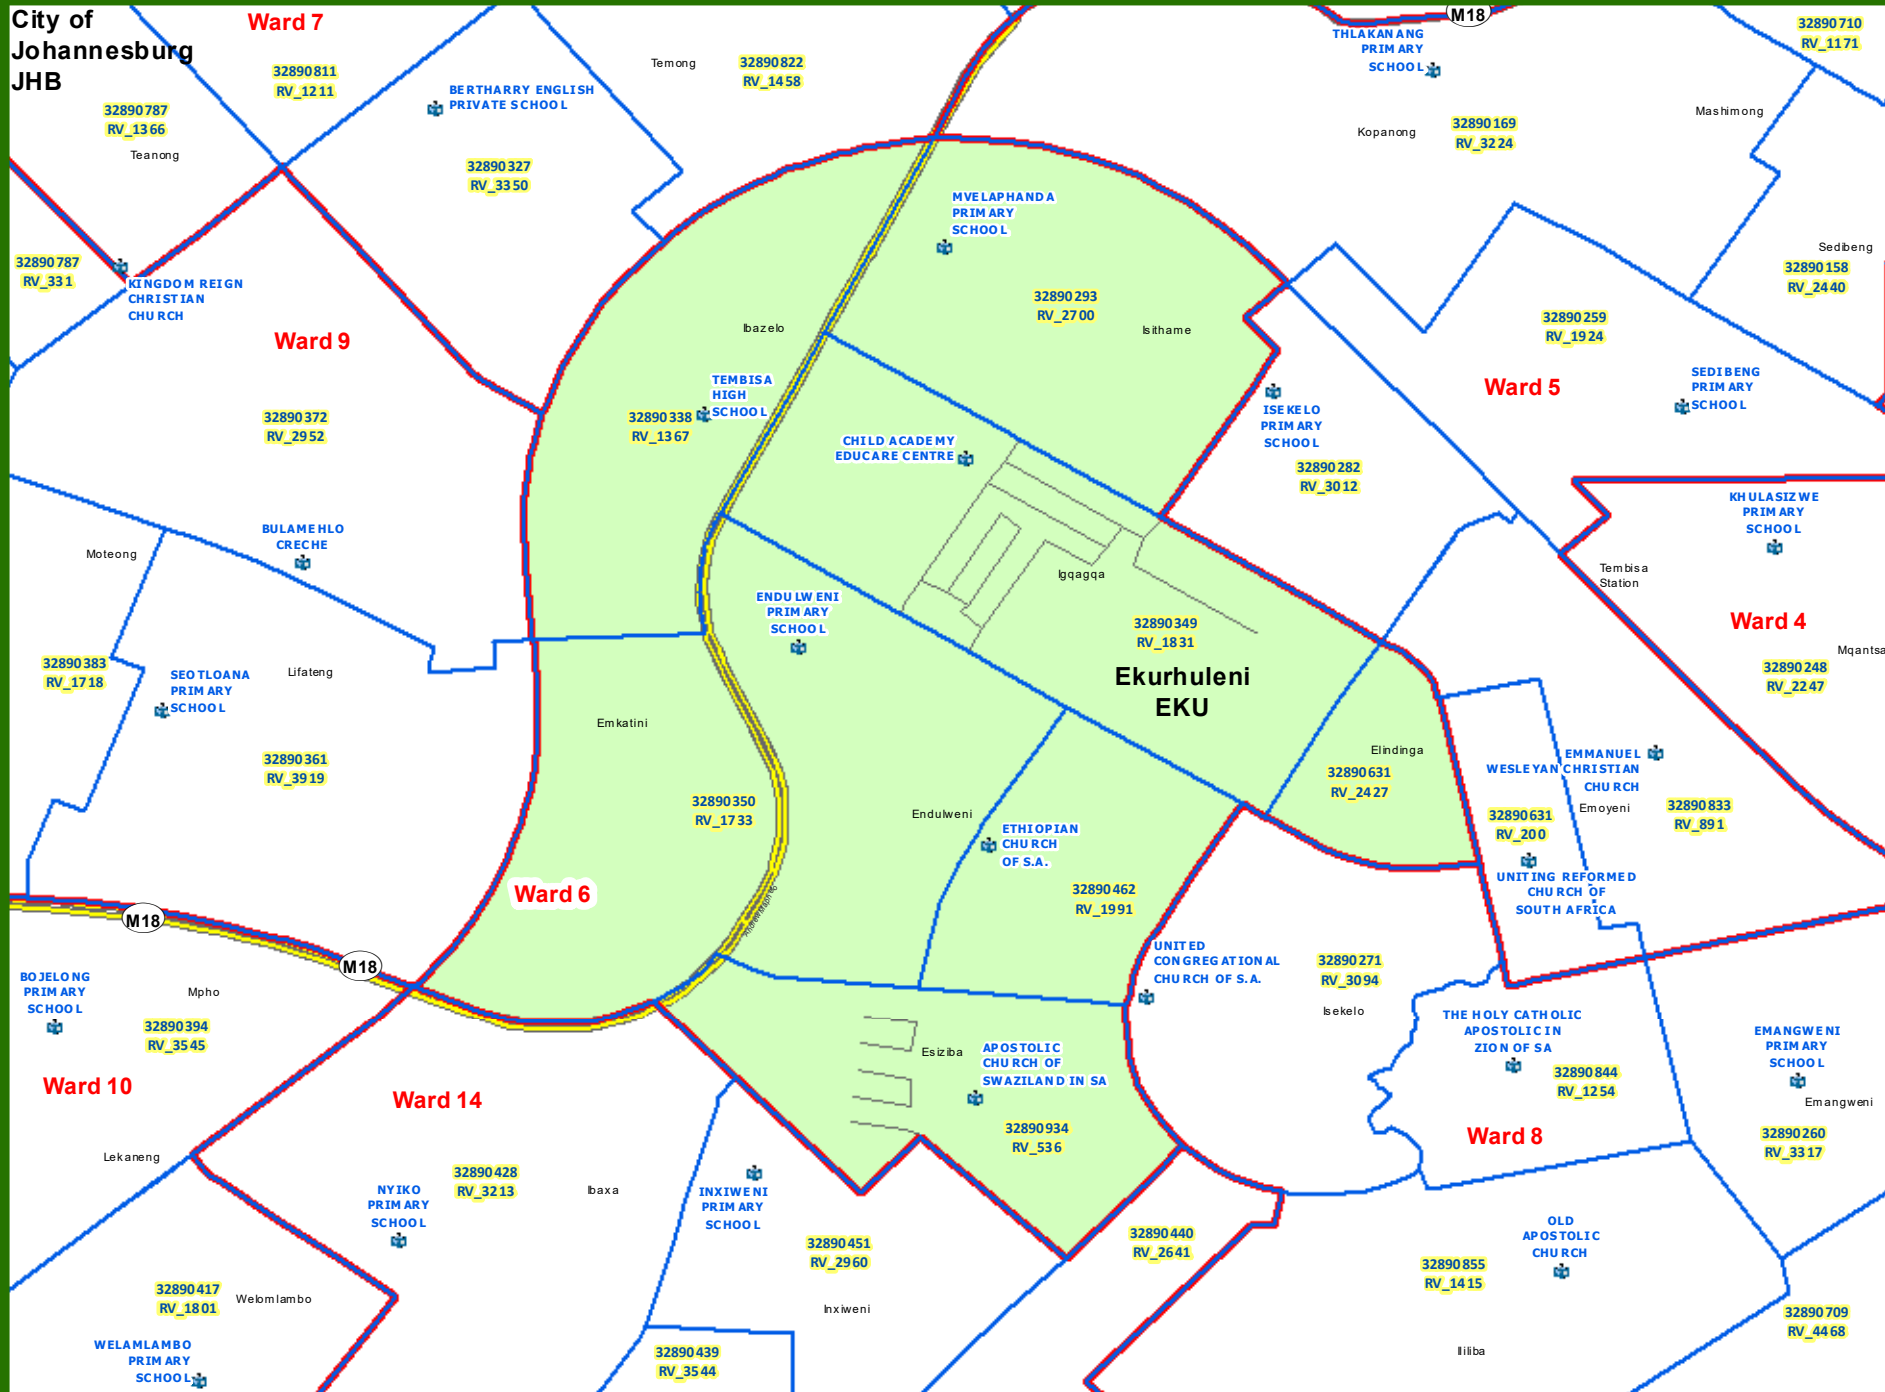 City of
Johannesburg
JHB
Ward 7
32890811
RV_1211
32890787
RV_1366
Teanong
BERTHARRY ENGLISH
PRIVATE SCHOOL
32890327
RV_3350
Temong
32890822
RV_1458
M18
THLAKANANG
PRIMARY
SCHOOL
Kopanong
32890169
RV_3224
32890710
RV_1171
Mashimong
Sedibeng
32890158
RV_2440
32890787
RV_331
KINGDOM REIGN
CHRISTIAN
CHURCH
Ward 9
32890372
RV_2952
MVELAPHANDA
PRIMARY
SCHOOL
32890293
RV_2700
Isithame
Ibazelo
TEMBISA
HIGH
SCHOOL
32890338
RV_1367
CHILD ACADEMY
EDUCARE CENTRE
32890259
RV_1924
Ward 5
SEDIBENG
PRIMARY
SCHOOL
ISEKELO
PRIMARY
SCHOOL
32890282
RV_3012
KHULASIZWE
PRIMARY
SCHOOL
Tembisa
Station
Ward 4
Mqantsa
32890248
RV_2247
BULAMEHLO
CRECHE
Moteong
32890383
RV_1718
SEOTLOANA
PRIMARY
SCHOOL
Lifateng
32890361
RV_3919
ENDULWENI
PRIMARY
SCHOOL
Igqagqa
32890349
RV_1831
Ekurhuleni
EKU
Emkatini
32890350
RV_1733
Ward 6
Endulweni
ETHIOPIAN
CHURCH
OF S.A.
32890462
RV_1991
Elindinga
32890631
RV_2427
EMMANUEL
WESLEYAN CHRISTIAN
CHURCH
Emoyeni
32890833
RV_891
32890631
RV_200
UNITING REFORMED
CHURCH OF
SOUTH AFRICA
M18
M18
BOJELONG
PRIMARY
SCHOOL
Mpho
32890394
RV_3545
Ward 10
Ward 14
Lekaneng
UNITED
CONGREGATIONAL
CHURCH OF S.A.
32890271
RV_3094
Isekelo
THE HOLY CATHOLIC
APOSTOLIC IN
ZION OF SA
32890844
RV_1254
Ward 8
EMANGWENI
PRIMARY
SCHOOL
Emangweni
32890260
RV_3317
Esiziba
APOSTOLIC
CHURCH OF
SWAZILAND IN SA
32890934
RV_536
32890428
RV_3213
NYIKO
PRIMARY
SCHOOL
Ibaxa
INXIWENI
PRIMARY
SCHOOL
32890451
RV_2960
32890440
RV_2641
OLD
APOSTOLIC
CHURCH
32890855
RV_1415
32890417
RV_1801
Welomlambo
WELAMLAMBO
PRIMARY
SCHOOL
Inxiweni
32890439
RV_3544
Ililiba
32890709
RV_4468